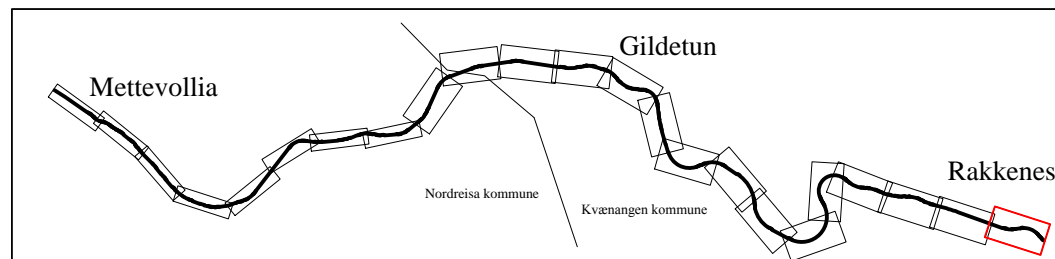 Gildetun
Mettevollia
Rakkenes
Nordreisa kommune
Kvænangen kommune